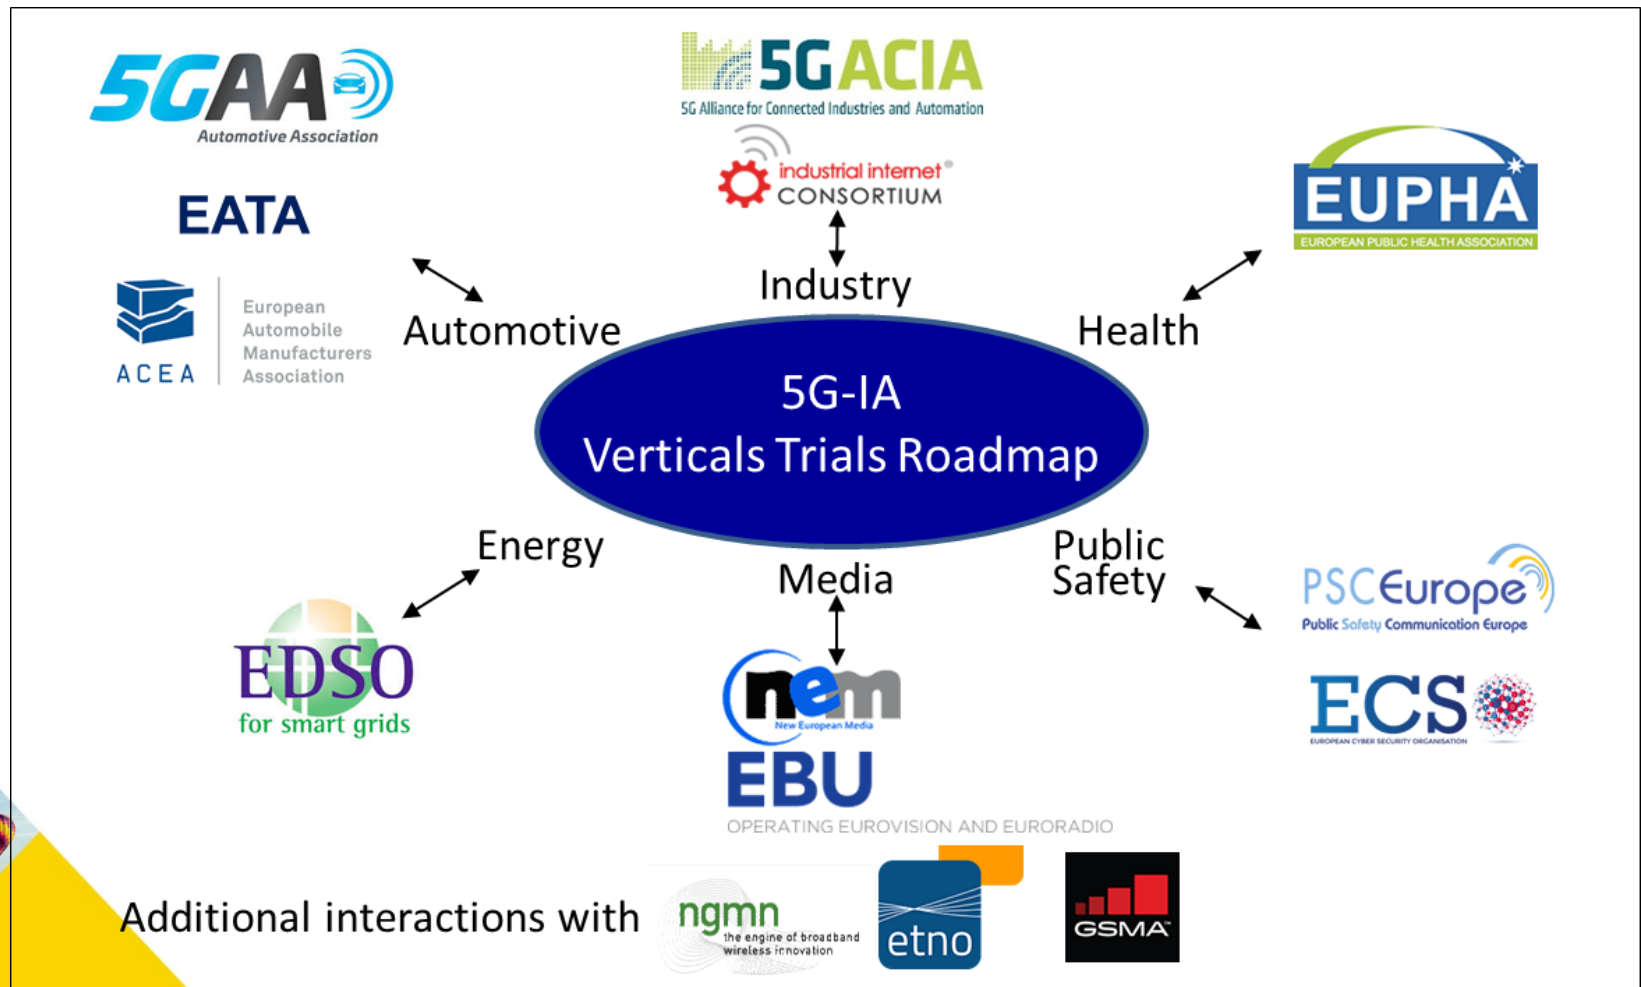 5GAA
Automotive Association
EATA
ACEA
European
Automobile
Manufacturers
Association
5G ACIA
5G Alliance for Connected Industries and Automation
industrial internet®
CONSORTIUM
EUPHA
EUROPEAN PUBLIC HEALTH ASSOCIATION
Industry
Automotive
Health
5G-IA
Verticals Trials Roadmap
Energy
Media
Public
Safety
EDSO
for smart grids
nem
New European Media
EBU
OPERATING EUROVISION AND EURORADIO
PSCEurope
Public Safety Communication Europe
ECS
EUROPEAN CYBER SECURITY ORGANISATION
Additional interactions with
ngmn
the engine of broadband
wireless innovation
etno
GSMA™